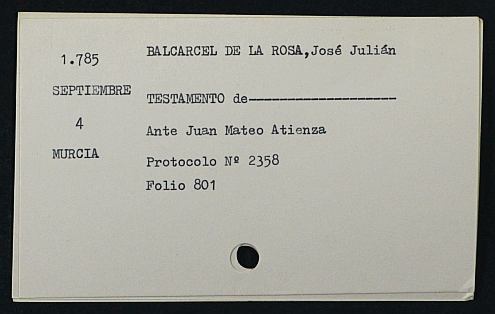 1.785
SEPTIEMBRE
4
MURCIA
BALCARCEL DE LA ROSA,José Julián
TESTAMENTO de-------------------
Ante Juan Mateo Atienza
Protocolo Nº 2358
Folio 801